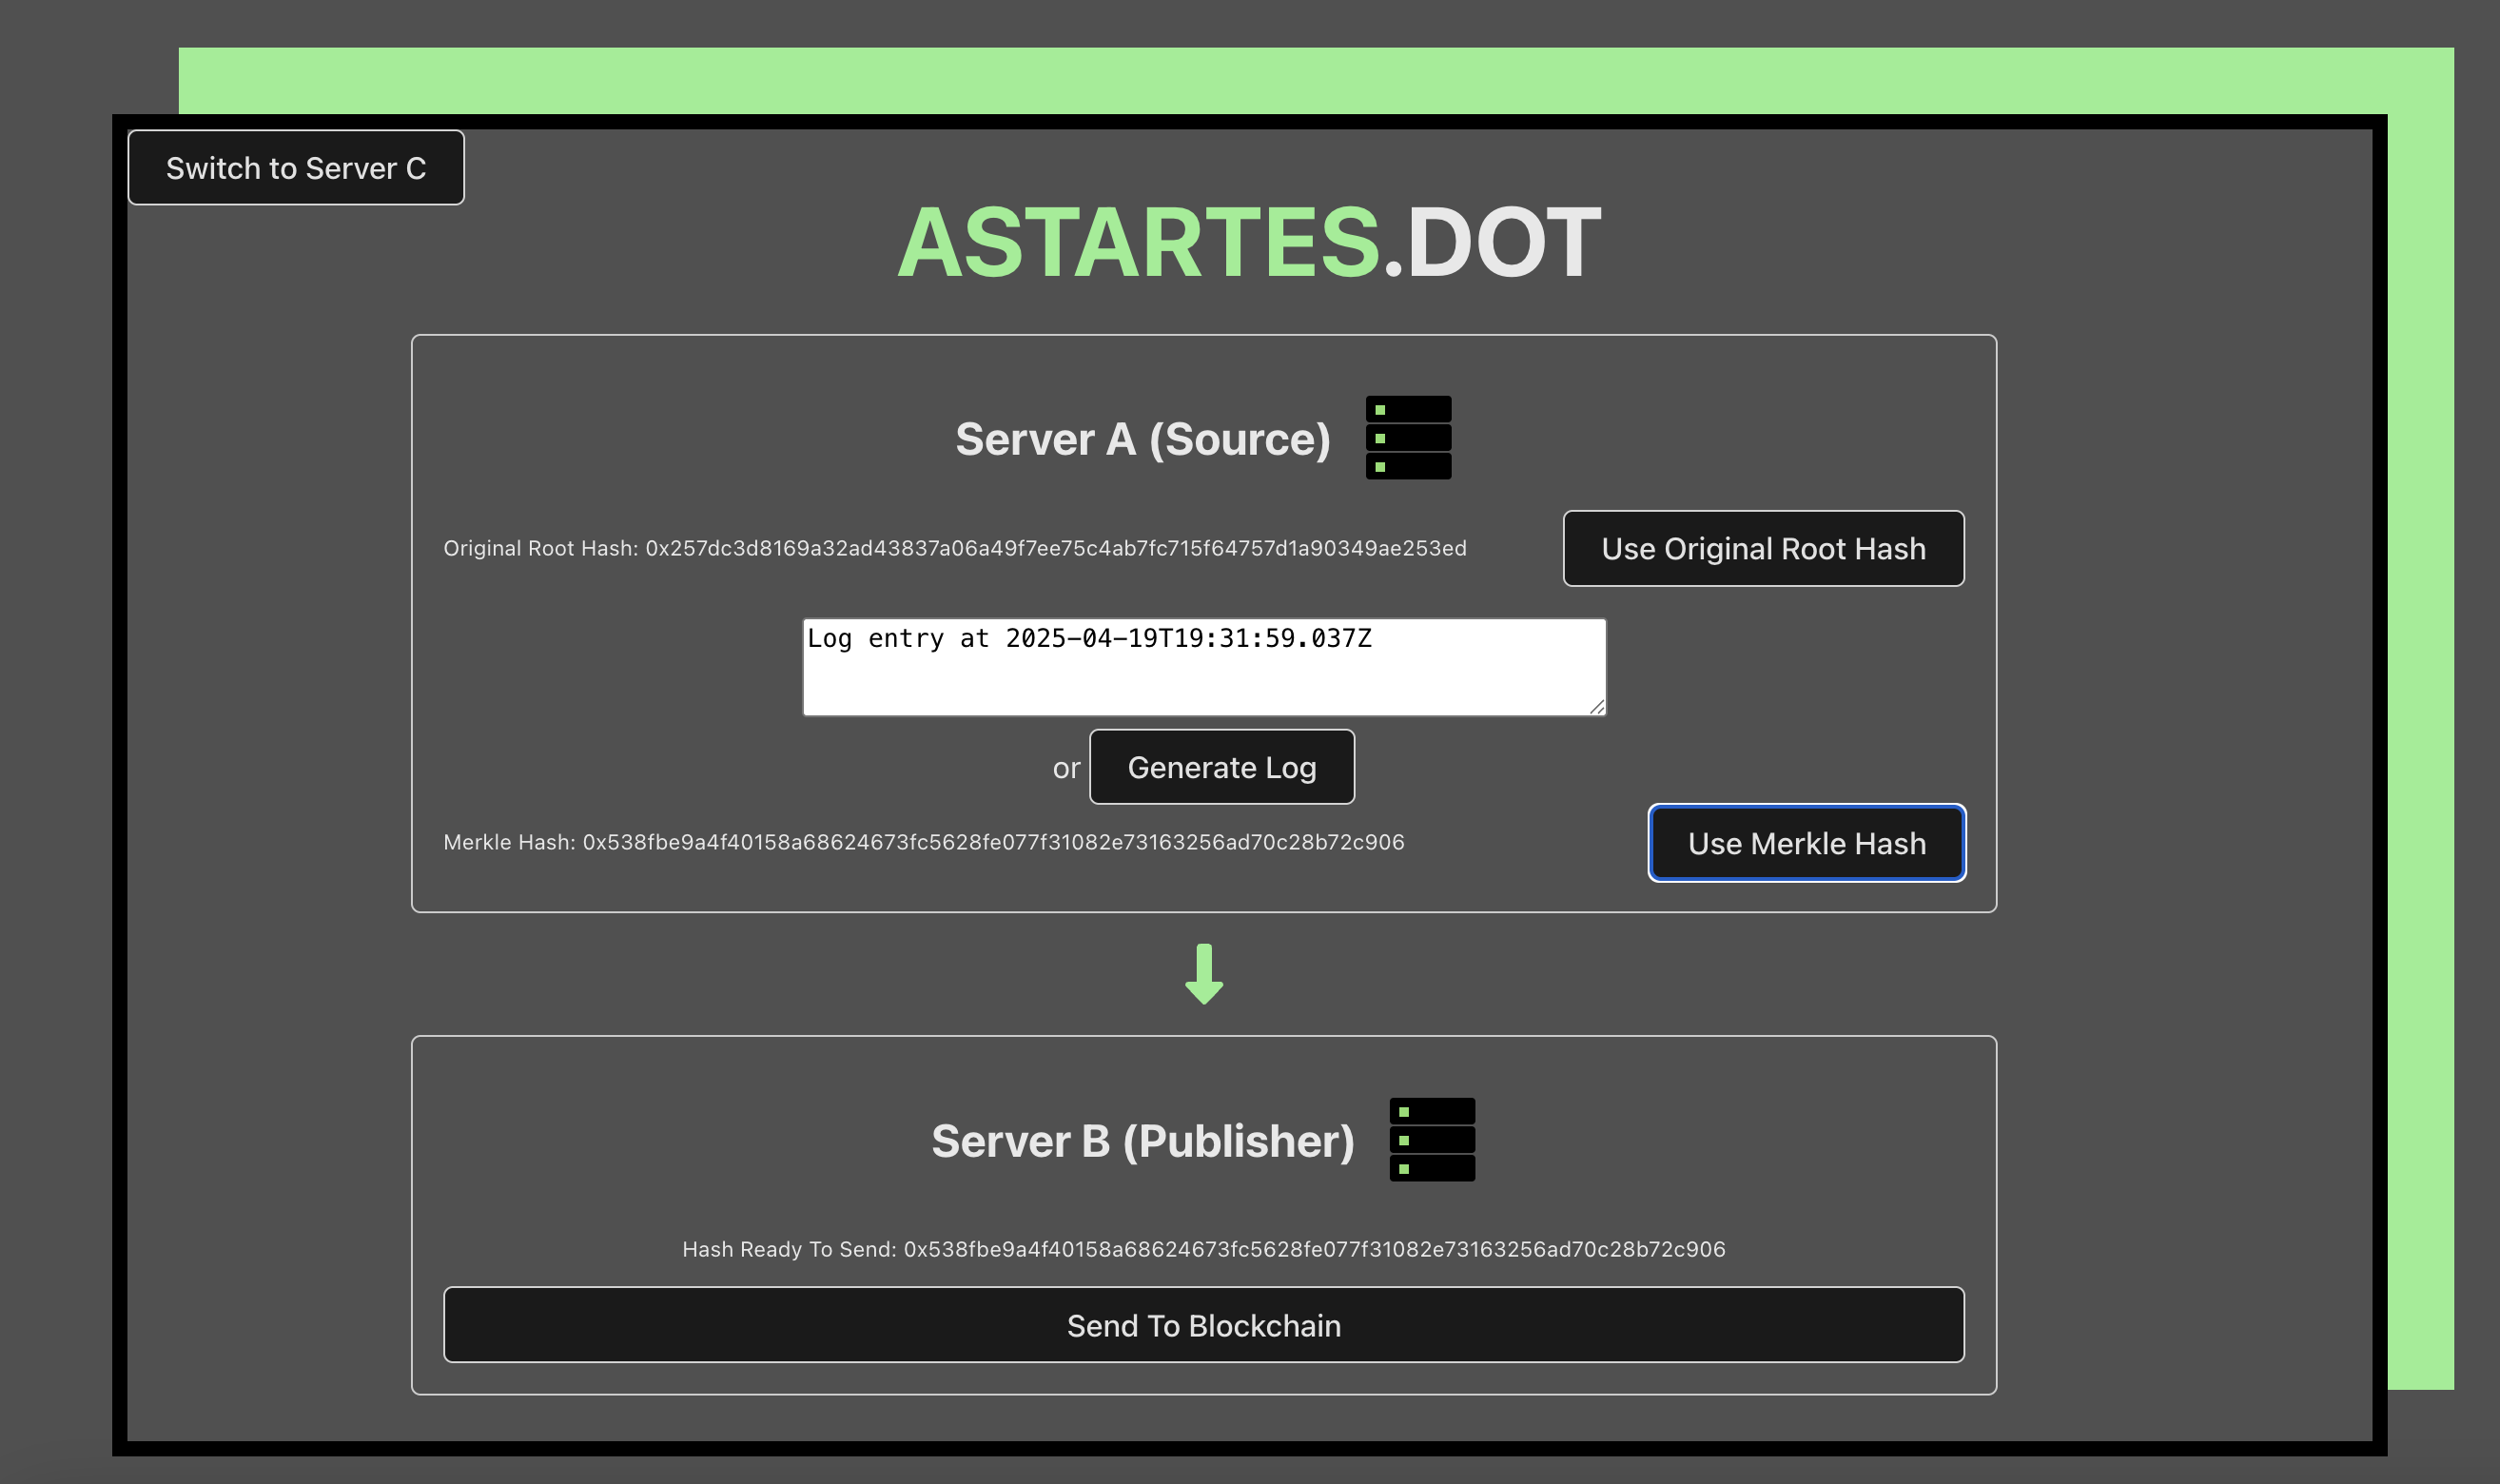 Switch to Server C
ASTARTES.DOT
Server A (Source)
Original Root Hash: 0x257dc3d8169a32ad43837a06a49f7ee75c4ab7fc715f64757d1a90349ae253ed
Use Original Root Hash
Log entry at 2025-04-19T19:31:59.037Z
or Generate Log
Merkle Hash: 0x538fbe9a4f40158a68624673fc5628fe077f31082e73163256ad70c28b72c906
Use Merkle Hash
Server B (Publisher)
Hash Ready To Send: 0x538fbe9a4f40158a68624673fc5628fe077f31082e73163256ad70c28b72c906
Send To Blockchain